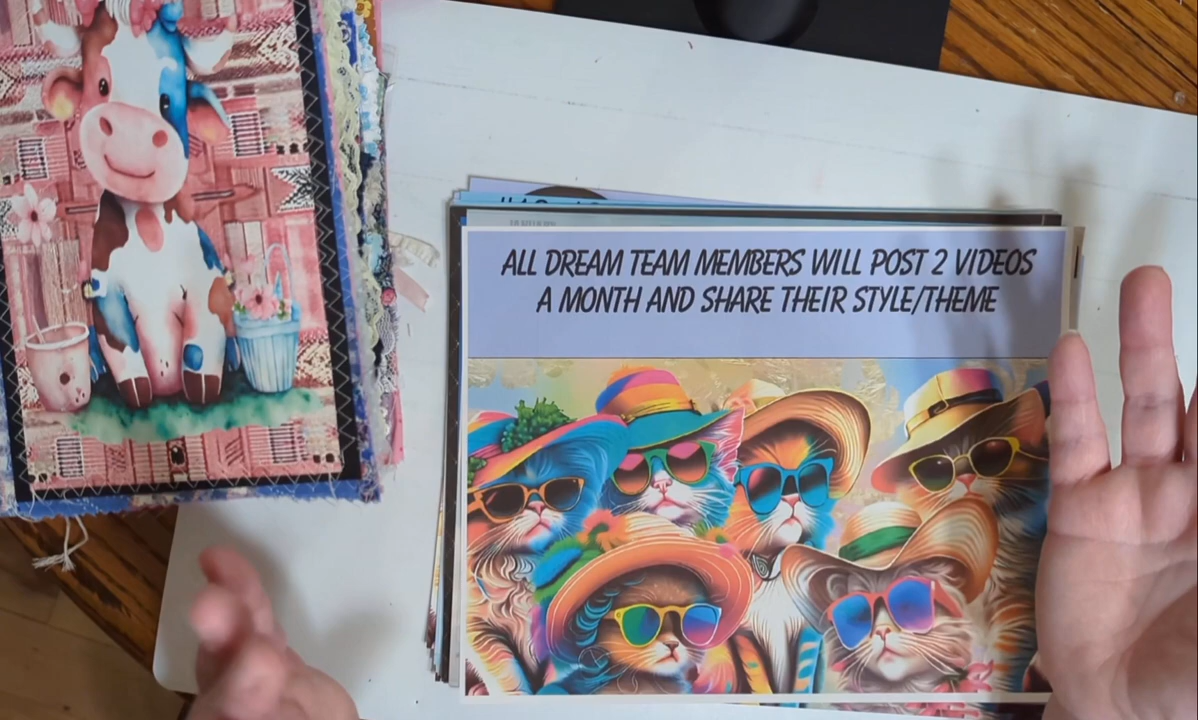 ALL DREAM TEAM MEMBERS WILL POST 2 VIDEOS
A MONTH AND SHARE THEIR STYLE/THEME